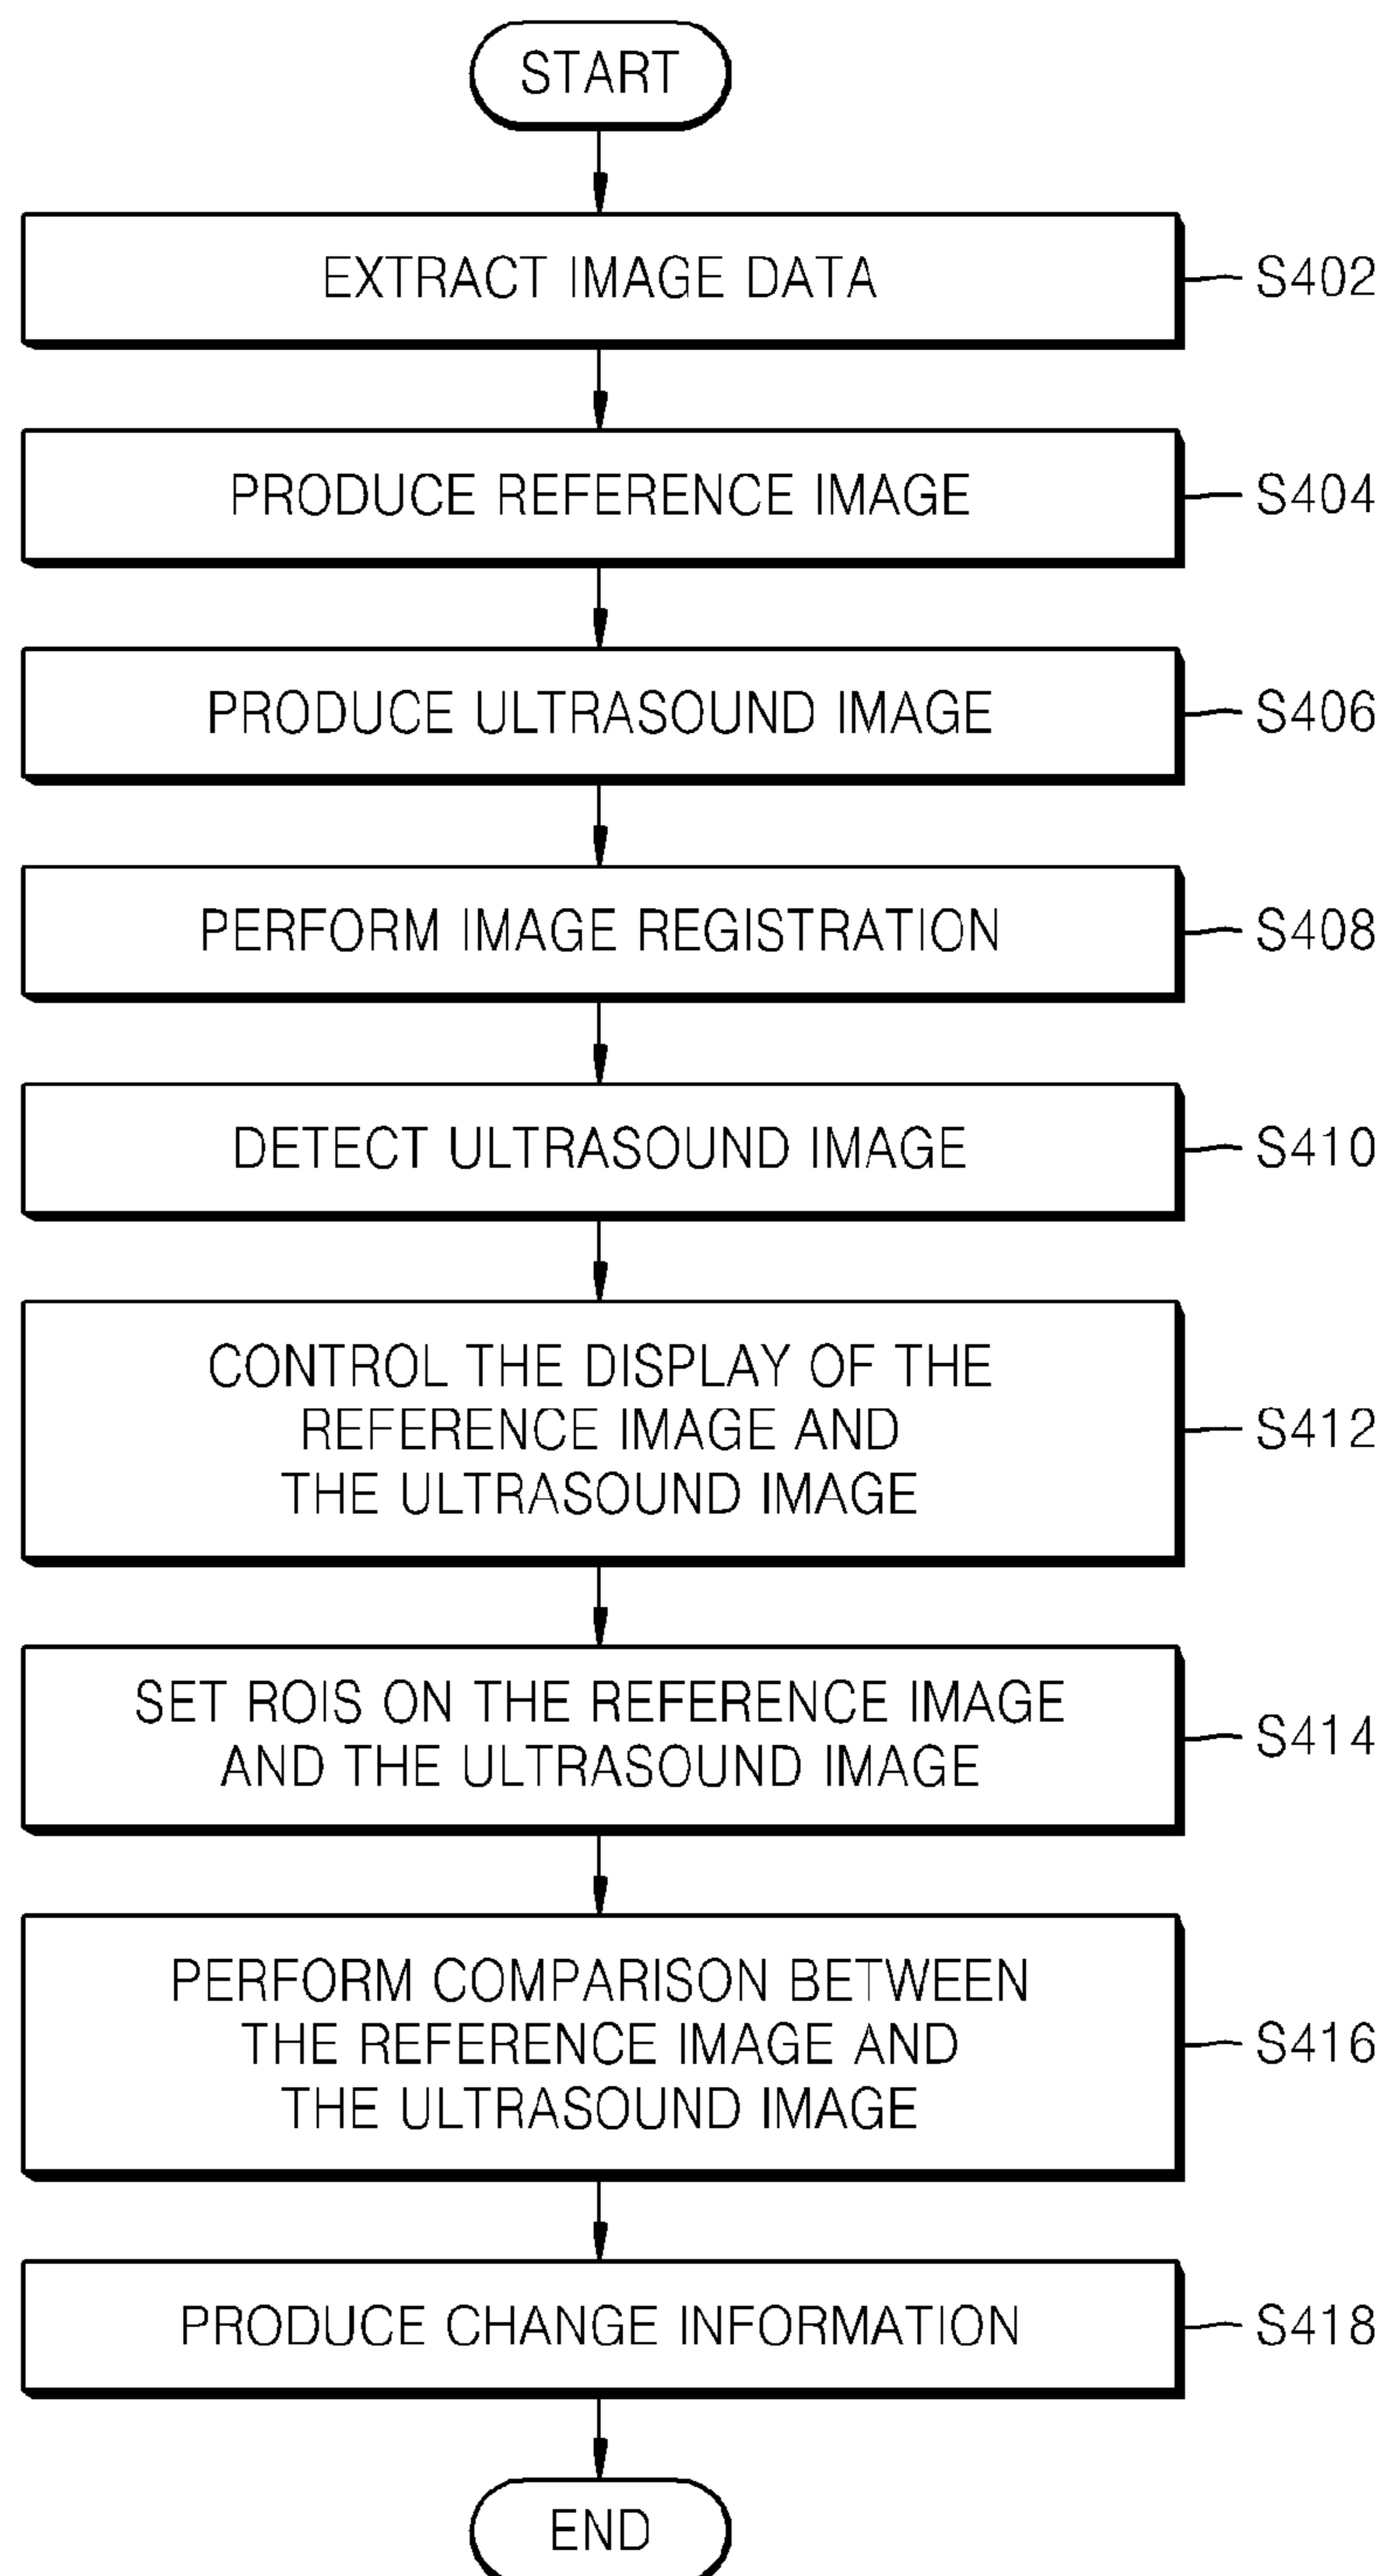 START
EXTRACT IMAGE DATA
S402
PRODUCE REFERENCE IMAGE
S404
PRODUCE ULTRASOUND IMAGE
S406
PERFORM IMAGE REGISTRATION
S408
DETECT ULTRASOUND IMAGE
S410
CONTROL THE DISPLAY OF THE
REFERENCE IMAGE AND
THE ULTRASOUND IMAGE
S412
SET ROIS ON THE REFERENCE IMAGE
AND THE ULTRASOUND IMAGE
S414
PERFORM COMPARISON BETWEEN
THE REFERENCE IMAGE AND
THE ULTRASOUND IMAGE
S416
PRODUCE CHANGE INFORMATION
S418
END